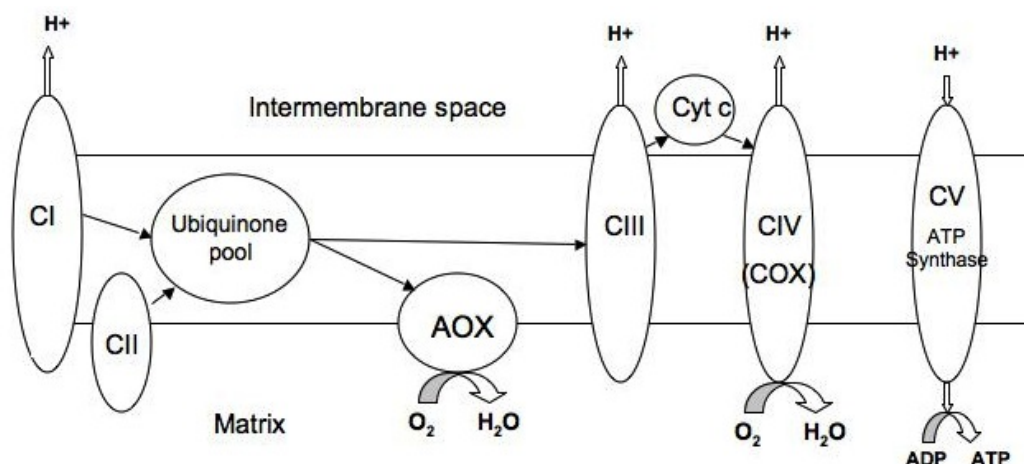 H+
H+
H+
H+
Intermembrane space
Cyt c
CI
Ubiquinone
pool
CIII
CIV
(COX)
CV
ATP
Synthase
CII
AOX
Matrix
O₂
H₂O
O₂
H₂O
ADP
ATP